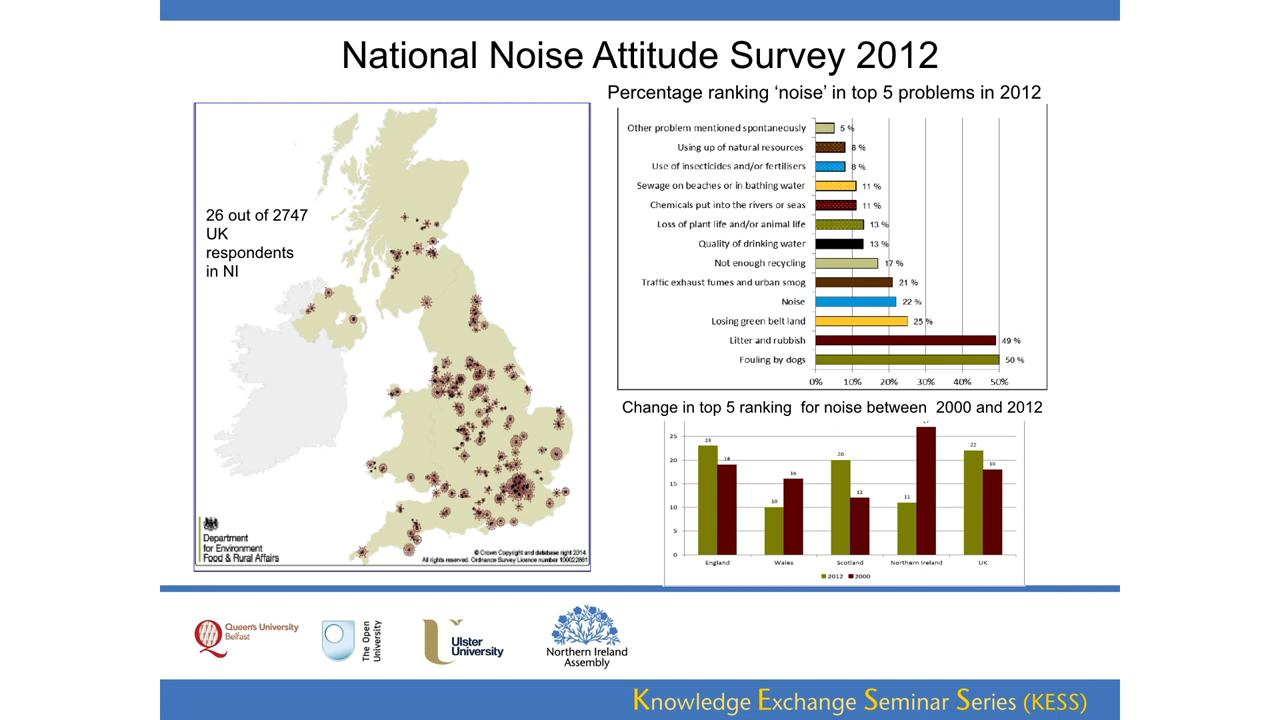 National Noise Attitude Survey 2012
26 out of 2747
UK
respondents
in NI
Department
for Environment
Food & Rural Affairs
© Crown Copyright and database right 2014.
All rights reserved. Ordnance Survey Licence number 100022861
Percentage ranking ‘noise’ in top 5 problems in 2012
Other problem mentioned spontaneously 5 %
Using up of natural resources 8 %
Use of insecticides and/or fertilisers 8 %
Sewage on beaches or in bathing water 11 %
Chemicals put into the rivers or seas 11 %
Loss of plant life and/or animal life 13 %
Quality of drinking water 13 %
Not enough recycling 17 %
Traffic exhaust fumes and urban smog 21 %
Noise 22 %
Losing green belt land 25 %
Litter and rubbish 49 %
Fouling by dogs 50 %
0% 10% 20% 30% 40% 50%
Change in top 5 ranking for noise between 2000 and 2012
25
20
15
10
5
0
23 19
10 16
20 12
11
22 18
England Wales Scotland Northern Ireland UK
2012 2000
Queen's University
Belfast
The Open
University
Ulster
University
Northern Ireland
Assembly
Knowledge Exchange Seminar Series (KESS)